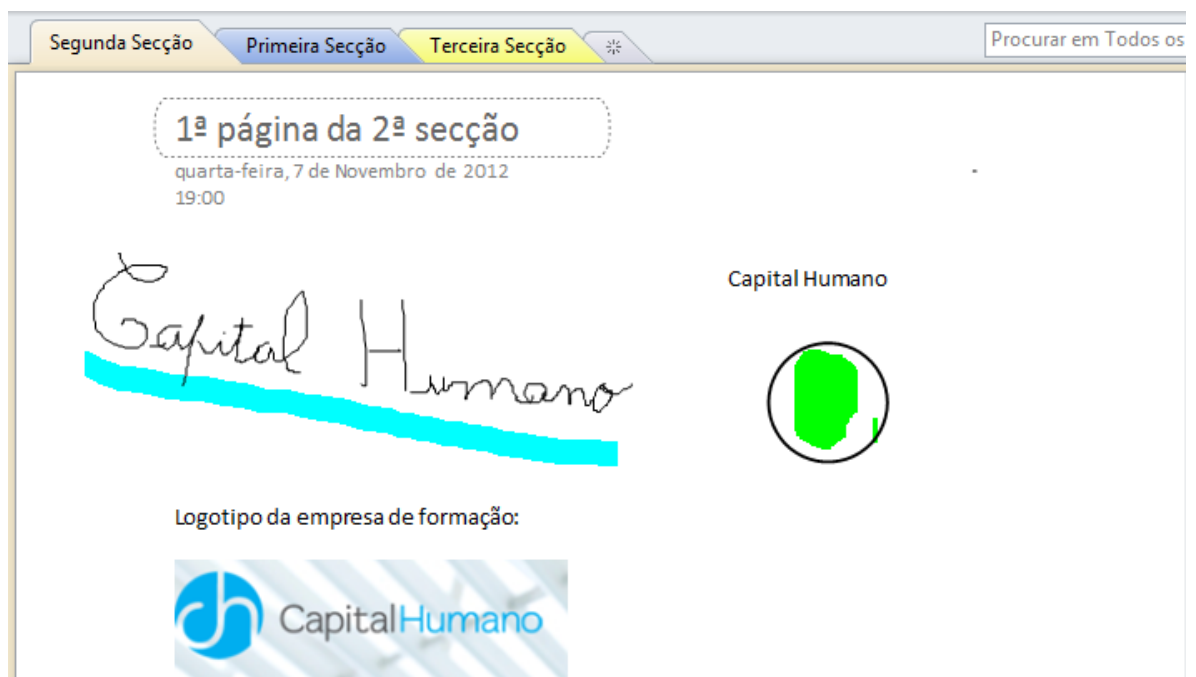 Segunda Secção Primeira Secção Terceira Secção Procurar em Todos os
1ª página da 2ª secção
quarta-feira, 7 de Novembro de 2012
19:00
Capital Humano
Capital Humano
Logotipo da empresa de formação:
ch CapitalHumano